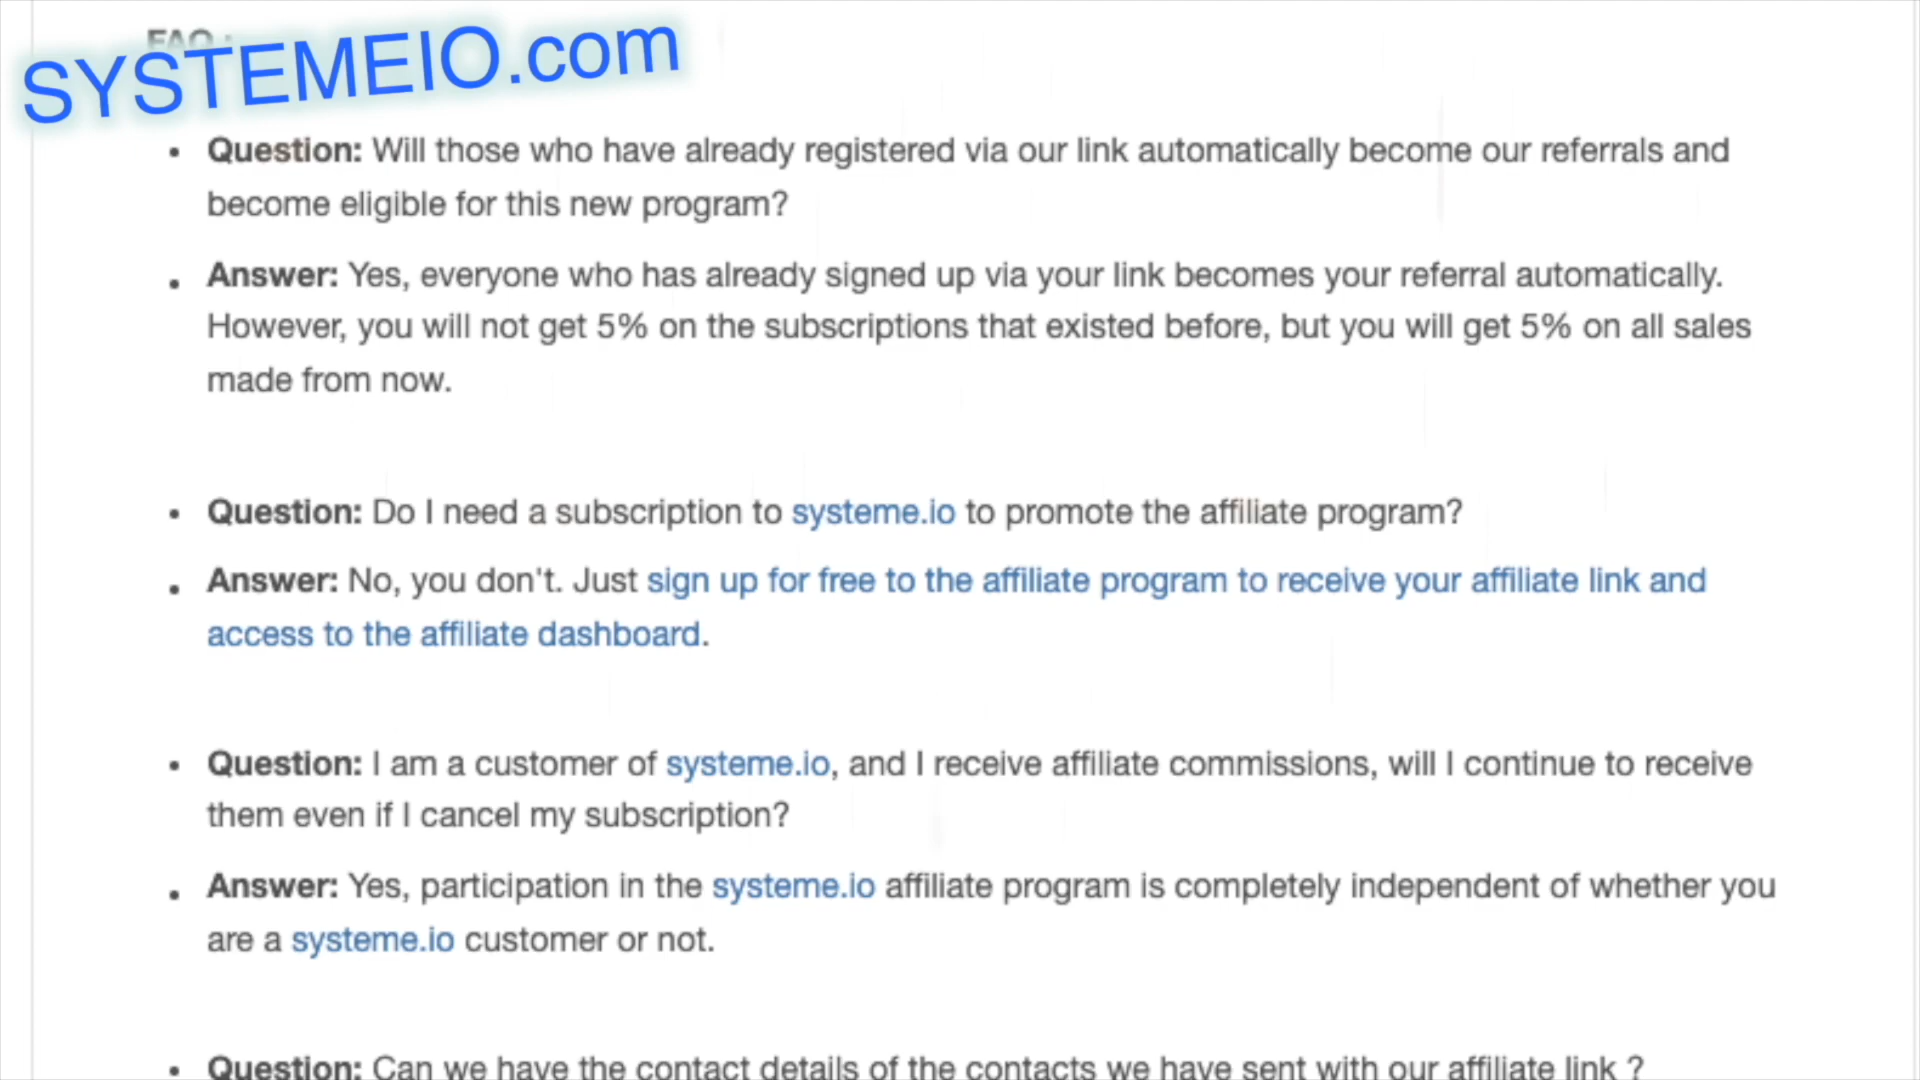 FAQ :
SYSTEMEIO.com
• Question: Will those who have already registered via our link automatically become our referrals and
become eligible for this new program?
• Answer: Yes, everyone who has already signed up via your link becomes your referral automatically.
However, you will not get 5% on the subscriptions that existed before, but you will get 5% on all sales
made from now.
• Question: Do I need a subscription to systeme.io to promote the affiliate program?
• Answer: No, you don't. Just sign up for free to the affiliate program to receive your affiliate link and
access to the affiliate dashboard.
• Question: I am a customer of systeme.io, and I receive affiliate commissions, will I continue to receive
them even if I cancel my subscription?
• Answer: Yes, participation in the systeme.io affiliate program is completely independent of whether you
are a systeme.io customer or not.
• Question: Can we have the contact details of the contacts we have sent with our affiliate link ?